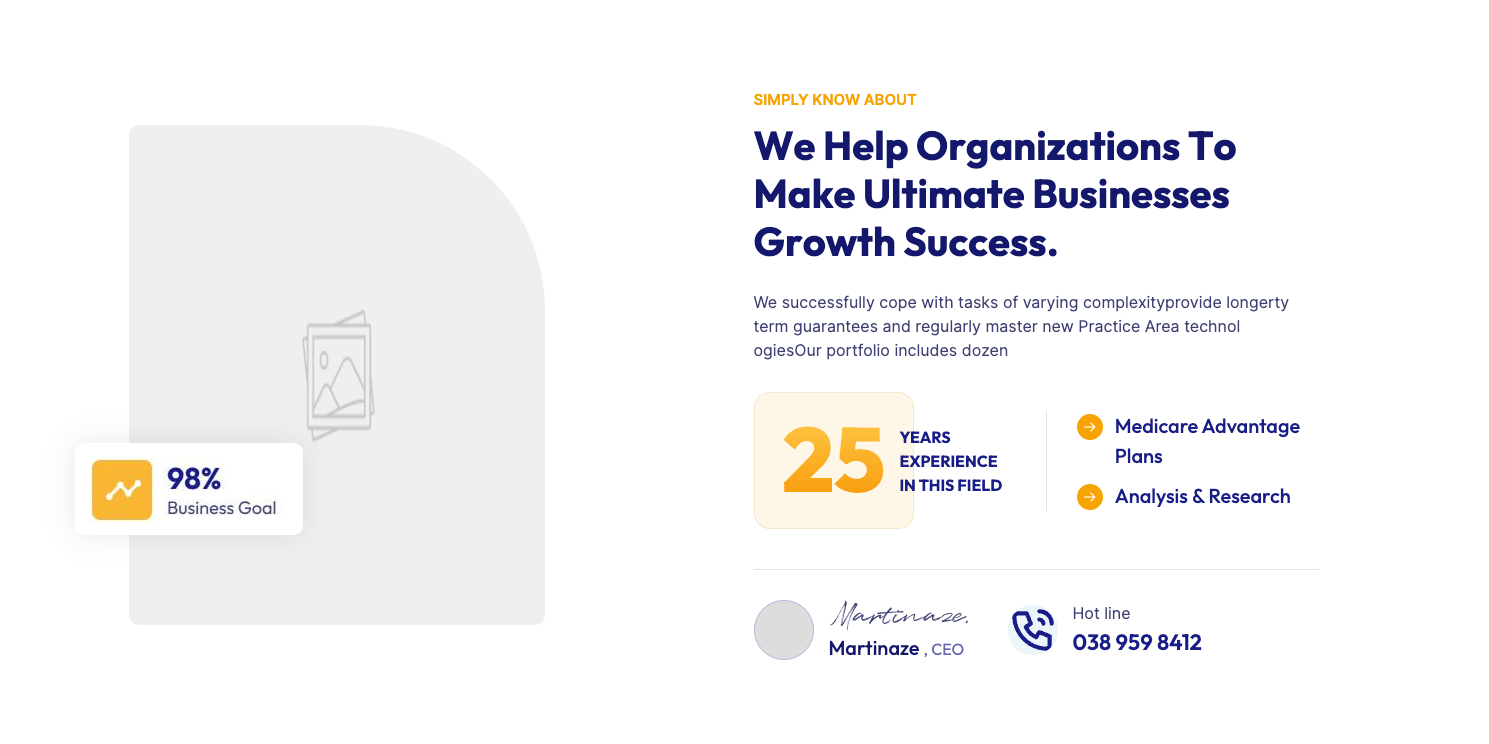 SIMPLY KNOW ABOUT
We Help Organizations To
Make Ultimate Businesses
Growth Success.
We successfully cope with tasks of varying complexityprovide longerty
term guarantees and regularly master new Practice Area technol
ogiesOur portfolio includes dozen
98%
Business Goal
25
YEARS
EXPERIENCE
IN THIS FIELD
Medicare Advantage
Plans
Analysis & Research
Martinaze.
Martinaze , CEO
Hot line
038 959 8412